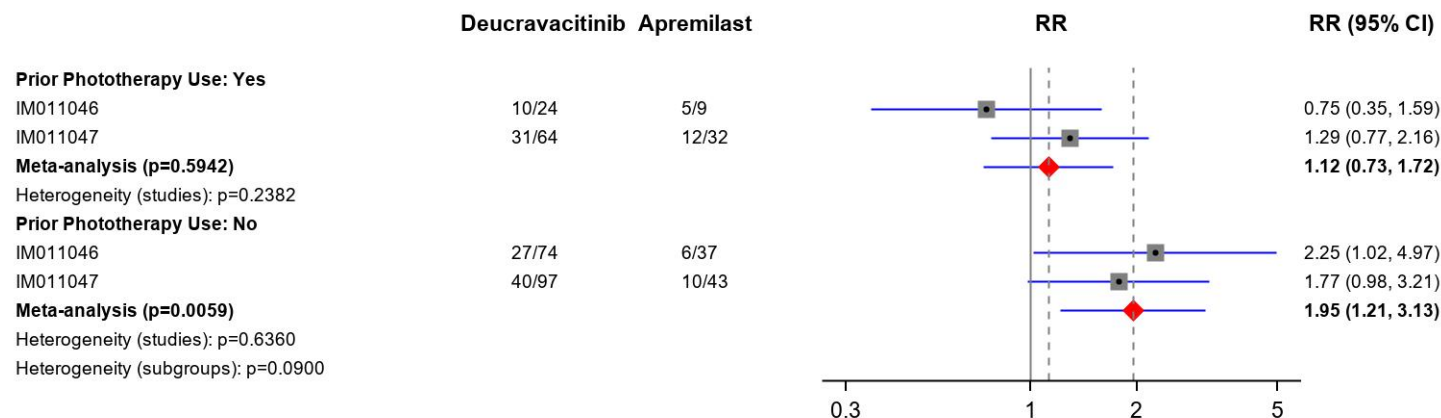 Deucravacitinib Apremilast RR RR (95% CI)
Prior Phototherapy Use: Yes
IM011046 10/24 5/9 0.75 (0.35, 1.59)
IM011047 31/64 12/32 1.29 (0.77, 2.16)
Meta-analysis (p=0.5942) 1.12 (0.73, 1.72)
Heterogeneity (studies): p=0.2382
Prior Phototherapy Use: No
IM011046 27/74 6/37 2.25 (1.02, 4.97)
IM011047 40/97 10/43 1.77 (0.98, 3.21)
Meta-analysis (p=0.0059) 1.95 (1.21, 3.13)
Heterogeneity (studies): p=0.6360
Heterogeneity (subgroups): p=0.0900
0.3 1 2 5